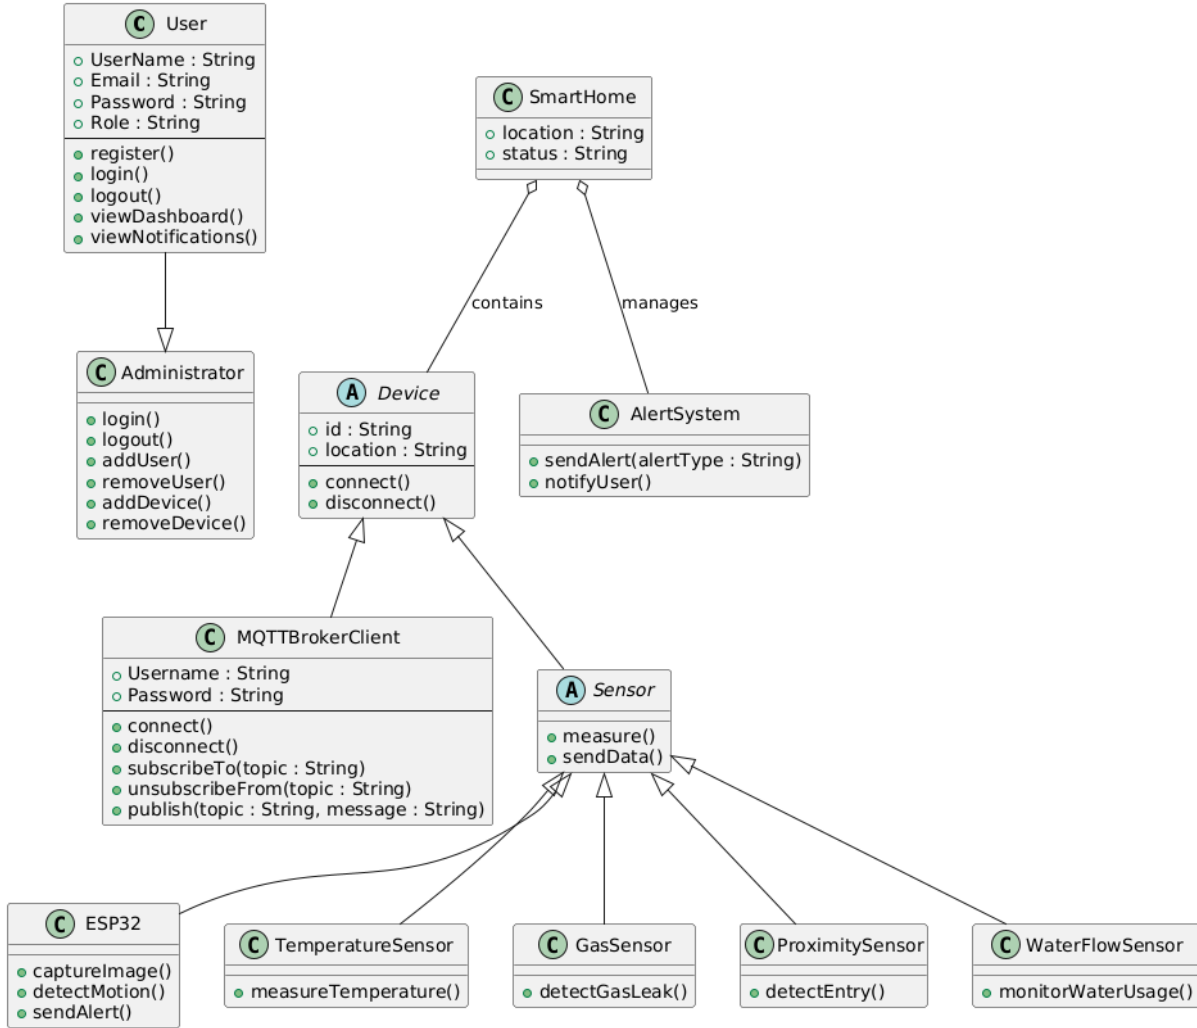 C User
UserName : String
Email : String
Password : String
Role : String
register()
login()
logout()
viewDashboard()
viewNotifications()
C SmartHome
location : String
status : String
contains
manages
C Administrator
login()
logout()
addUser()
removeUser()
addDevice()
removeDevice()
A Device
id : String
location : String
connect()
disconnect()
C AlertSystem
sendAlert(alertType : String)
notifyUser()
C MQTTBrokerClient
Username : String
Password : String
connect()
disconnect()
subscribeTo(topic : String)
unsubscribeFrom(topic : String)
publish(topic : String, message : String)
A Sensor
measure()
sendData()
C ESP32
captureImage()
detectMotion()
sendAlert()
C TemperatureSensor
measureTemperature()
C GasSensor
detectGasLeak()
C ProximitySensor
detectEntry()
C WaterFlowSensor
monitorWaterUsage()